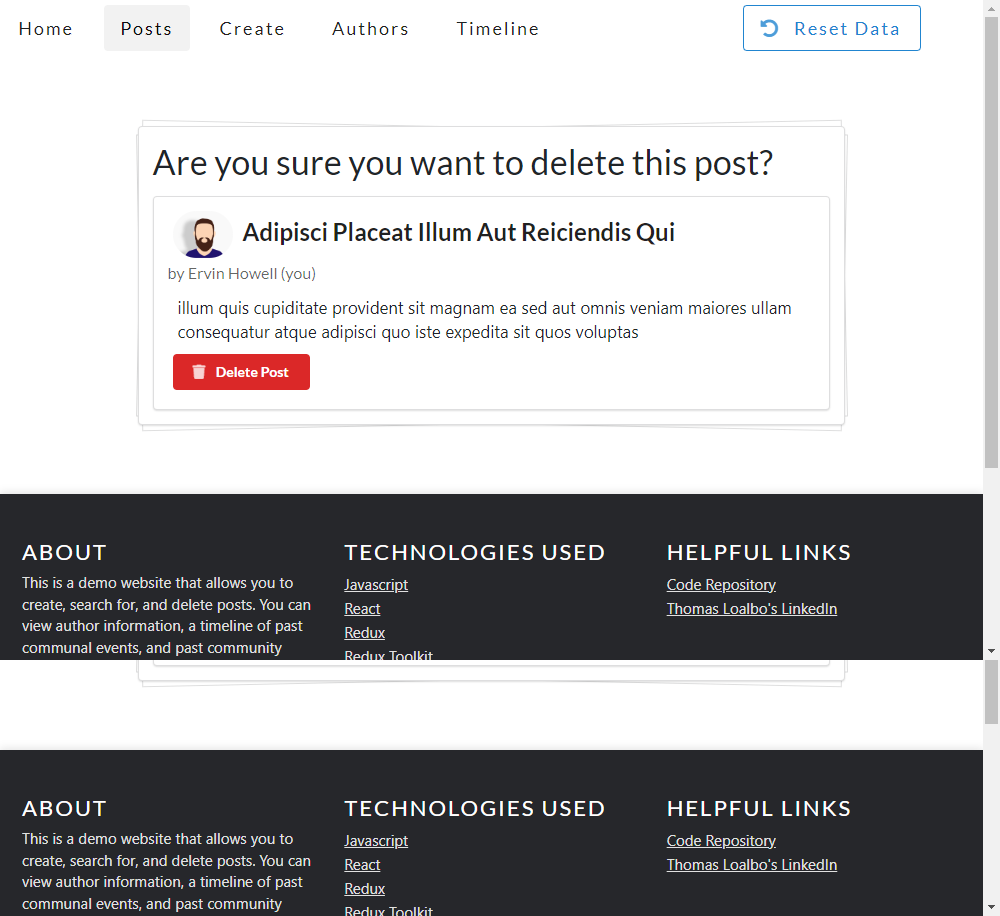 Home Posts Create Authors Timeline Reset Data
Are you sure you want to delete this post?
Adipisci Placeat Illum Aut Reiciendis Qui
by Ervin Howell (you)
illum quis cupiditate provident sit magnam ea sed aut omnis veniam maiores ullam
consequatur atque adipisci quo iste expedita sit quos voluptas
Delete Post
ABOUT
This is a demo website that allows you to
create, search for, and delete posts. You can
view author information, a timeline of past
communal events, and past community
TECHNOLOGIES USED
Javascript
React
Redux
Redux Toolkit
HELPFUL LINKS
Code Repository
Thomas Loalbo's LinkedIn
ABOUT
This is a demo website that allows you to
create, search for, and delete posts. You can
view author information, a timeline of past
communal events, and past community
TECHNOLOGIES USED
Javascript
React
Redux
Redux Toolkit
HELPFUL LINKS
Code Repository
Thomas Loalbo's LinkedIn